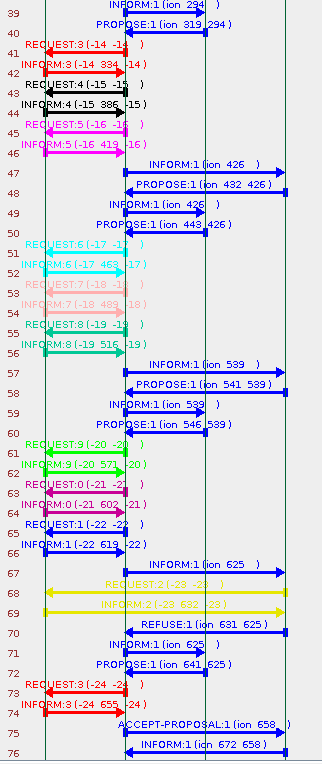 39 INFORM:1 (ion 294 )
40 PROPOSE:1 (ion 319 294 )
41 REQUEST:3 (-14 -14 )
42 INFORM:3 (-14 334 -14 )
43 REQUEST:4 (-15 -15 )
44 INFORM:4 (-15 386 -15 )
45 REQUEST:5 (-16 -16 )
46 INFORM:5 (-16 419 -16 )
47 INFORM:1 (ion 426 )
48 PROPOSE:1 (ion 432 426 )
49 INFORM:1 (ion 426 )
50 PROPOSE:1 (ion 443 426 )
51 REQUEST:6 (-17 -17 )
52 INFORM:6 (-17 463 -17 )
53 REQUEST:7 (-18 -18 )
54 INFORM:7 (-18 489 -18 )
55 REQUEST:8 (-19 -19 )
56 INFORM:8 (-19 516 -19 )
57 INFORM:1 (ion 539 )
58 PROPOSE:1 (ion 541 539 )
59 INFORM:1 (ion 539 )
60 PROPOSE:1 (ion 546 539 )
61 REQUEST:9 (-20 -20 )
62 INFORM:9 (-20 571 -20 )
63 REQUEST:0 (-21 -21 )
64 INFORM:0 (-21 602 -21 )
65 REQUEST:1 (-22 -22 )
66 INFORM:1 (-22 619 -22 )
67 INFORM:1 (ion 625 )
68 REQUEST:2 (-23 -23 )
69 INFORM:2 (-23 632 -23 )
70 REFUSE:1 (ion 631 625 )
71 INFORM:1 (ion 625 )
72 PROPOSE:1 (ion 641 625 )
73 REQUEST:3 (-24 -24 )
74 INFORM:3 (-24 655 -24 )
75 ACCEPT-PROPOSAL:1 (ion 658 )
76 INFORM:1 (ion 672 658 )